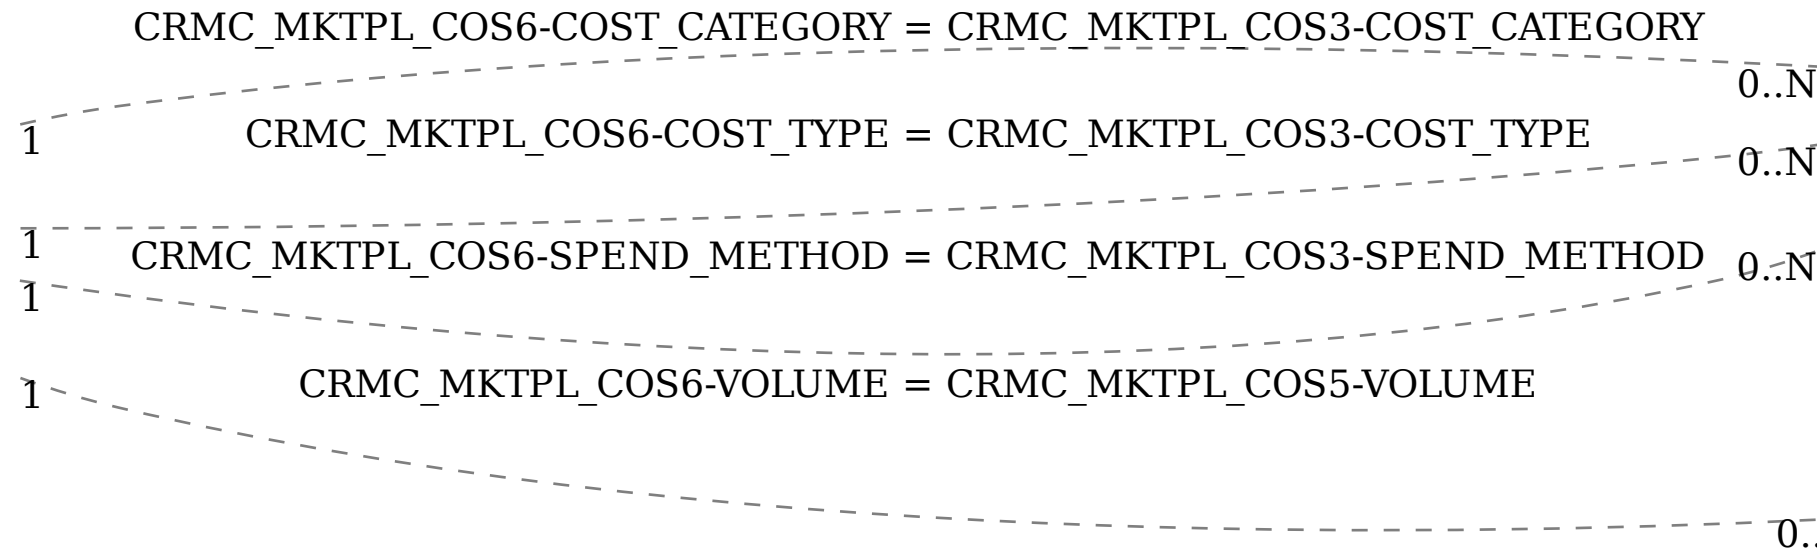 CRMC_MKTPL_COS6-COST_CATEGORY = CRMC_MKTPL_COS3-COST_CATEGORY
0..N
1
CRMC_MKTPL_COS6-COST_TYPE = CRMC_MKTPL_COS3-COST_TYPE
0..N
1
CRMC_MKTPL_COS6-SPEND_METHOD = CRMC_MKTPL_COS3-SPEND_METHOD
0..N
1
CRMC_MKTPL_COS6-VOLUME = CRMC_MKTPL_COS5-VOLUME
1
0..